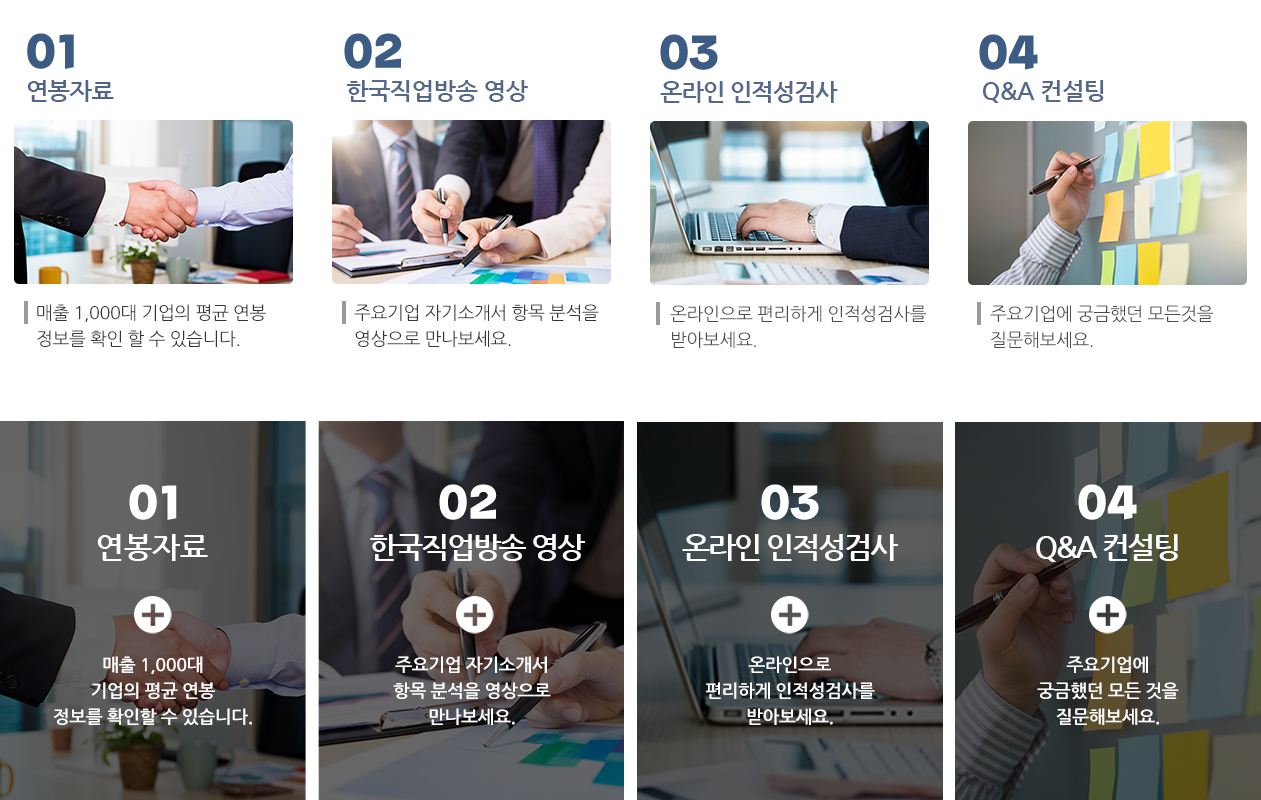 01
연봉자료
매출 1,000대 기업의 평균 연봉
정보를 확인 할 수 있습니다.
02
한국직업방송 영상
주요기업 자기소개서 항목 분석을
영상으로 만나보세요.
03
온라인 인적성검사
온라인으로 편리하게 인적성검사를
받아보세요.
04
Q&A 컨설팅
주요기업에 궁금했던 모든것을
질문해보세요.
01
연봉자료
매출 1,000대
기업의 평균 연봉
정보를 확인할 수 있습니다.
02
한국직업방송 영상
주요기업 자기소개서
항목 분석을 영상으로
만나보세요.
03
온라인 인적성검사
온라인으로
편리하게 인적성검사를
받아보세요.
04
Q&A 컨설팅
주요기업에
궁금했던 모든 것을
질문해보세요.